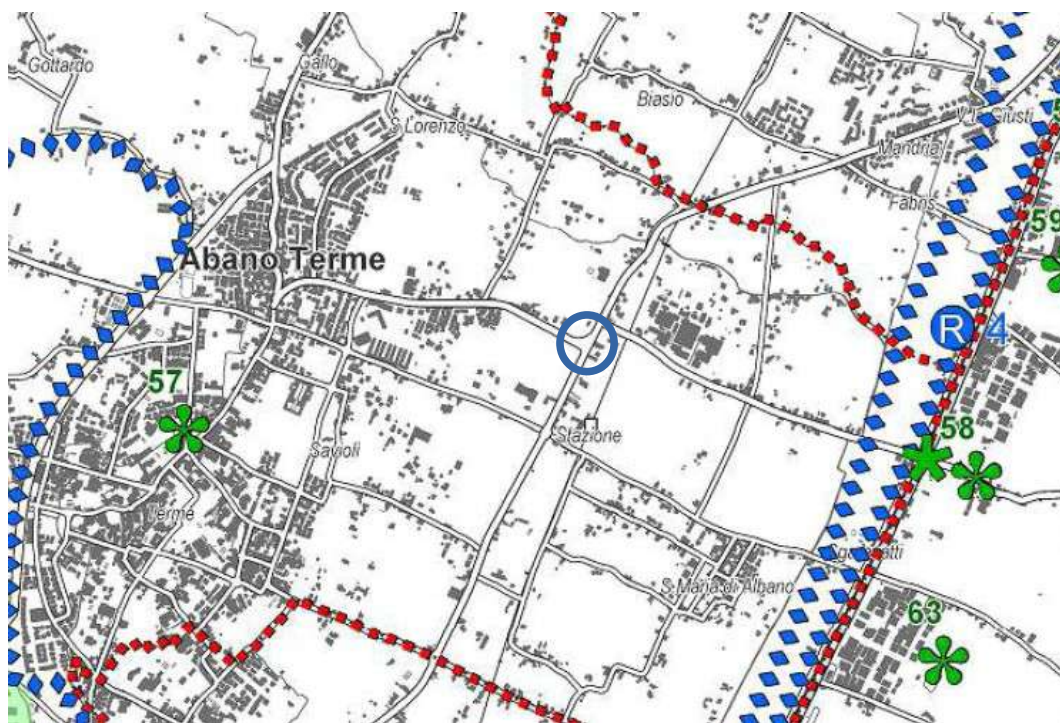 Gottardo
Gallo
Biasio
S Lorenzo
V.L. Giusti
Mandria
Fabris
59
Abano Terme
R 4
57
58
Savioli
Stazione
Terme
S Maria di Albano
63